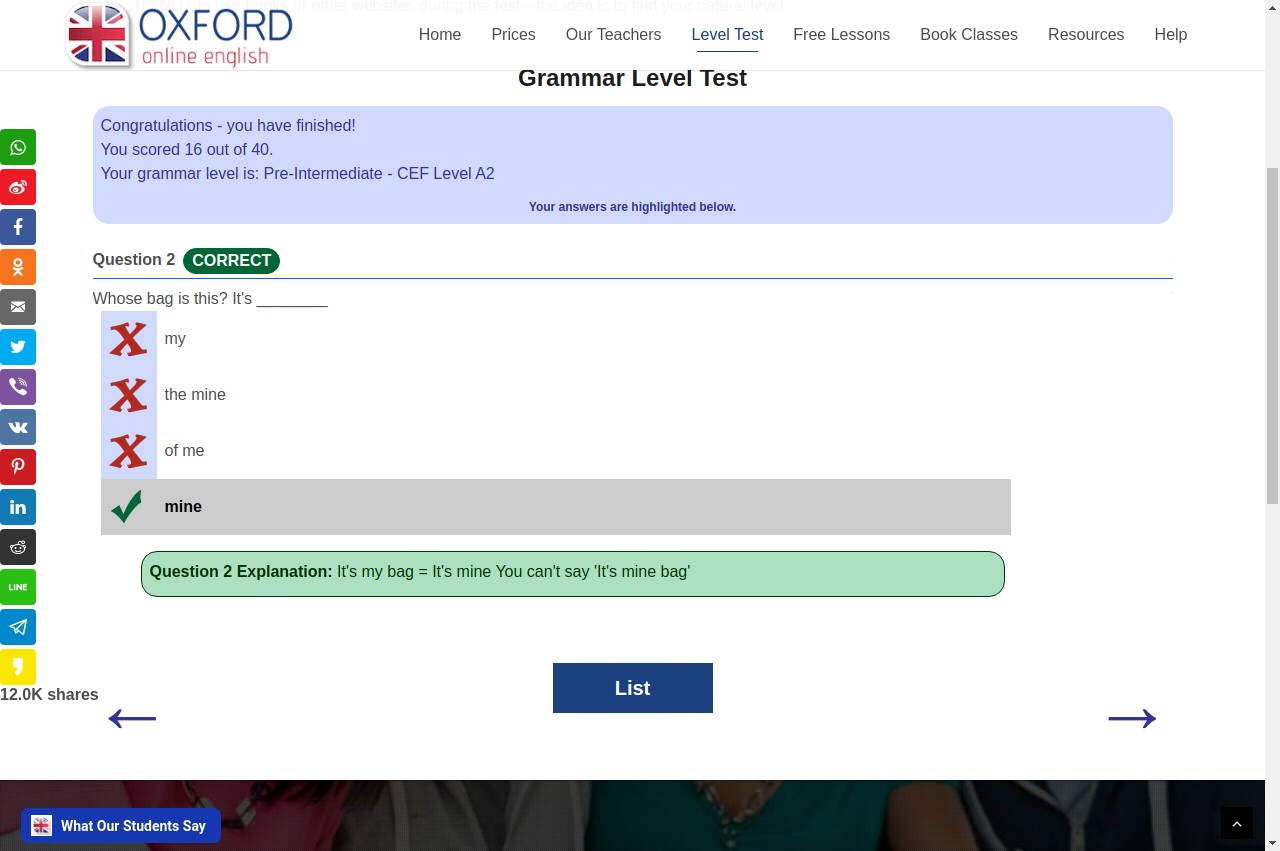 do NOT use books or other websites during the test—the idea is to find your natural level
OXFORD
online english
Home
Prices
Our Teachers
Level Test
Free Lessons
Book Classes
Resources
Help
Grammar Level Test
Congratulations - you have finished!
You scored 16 out of 40.
Your grammar level is: Pre-Intermediate - CEF Level A2
Your answers are highlighted below.
Question 2 CORRECT
Whose bag is this? It's ________
my
the mine
of me
mine
Question 2 Explanation: It's my bag = It's mine You can't say 'It's mine bag'
LINE
12.0K shares
List
What Our Students Say